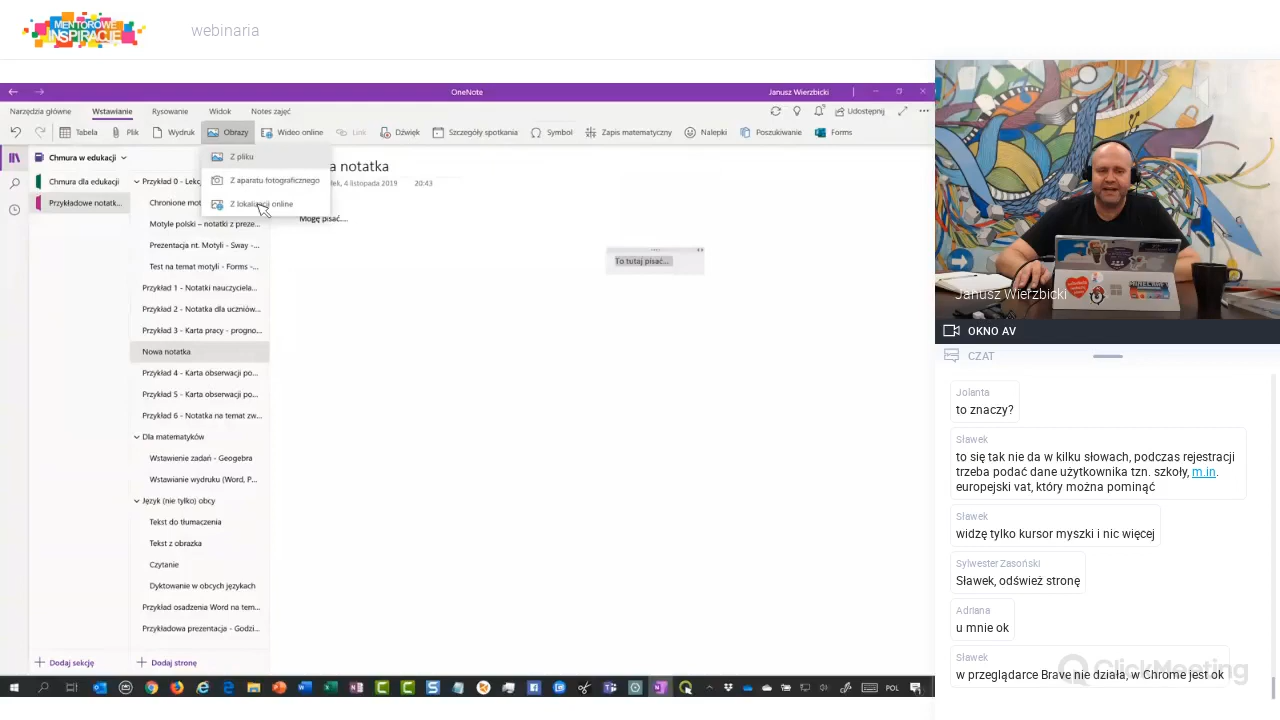 MENTOROWE
INSPIRACJE
webinaria
OneNote
Janusz Wierzbicki
Narzędzia główne
Wstawianie
Rysowanie
Widok
Notes zajęć
Udostępnij
Tabela
Plik
Wydruk
Obrazy
Wideo online
Link
Dźwięk
Szczegóły spotkania
Symbol
Zapis matematyczny
Nalepki
Poszukiwanie
Forms
Z pliku
Z aparatu fotograficznego
Z lokalizacji online
Chmura w edukacji
Chmura dla edukacji
Przykładowe notatk...
Przykład 0 - Lekc
Chronione mot
Motyle polski – notatki z preze...
Prezentacja nt. Motyli - Sway -...
Test na temat motyli - Forms -...
Przykład 1 - Notatki nauczyciela...
Przykład 2 - Notatka dla uczniów...
Przykład 3 - Karta pracy - progno...
Nowa notatka
Przykład 4 - Karta obserwacji po...
Przykład 5 - Karta obserwacji po...
Przykład 6 - Notatka na temat zw...
Dla matematyków
Wstawienie zadań - Geogebra
Wstawianie wydruku (Word, P...
Język (nie tylko) obcy
Tekst do tłumaczenia
Tekst z obrazka
Czytanie
Dyktowanie w obcych językach
Przykład osadzenia Word na tem...
Przykładowa prezentacja - Godzi...
Dodaj sekcję
Dodaj stronę
a notatka
łek, 4 listopada 2019
20:43
Mogę pisać....
To tutaj pisać...
POL
Janusz Wierzbicki
OKNO AV
CZAT
Jolanta
to znaczy?
Sławek
to się tak nie da w kilku słowach, podczas rejestracji
trzeba podać dane użytkownika tzn. szkoły, m.in.
europejski vat, który można pominąć
Sławek
widzę tylko kursor myszki i nic więcej
Sylwester Zasoński
Sławek, odśwież stronę
Adriana
u mnie ok
Sławek
w przeglądarce Brave nie działa, w Chrome jest ok
ClickMeeting